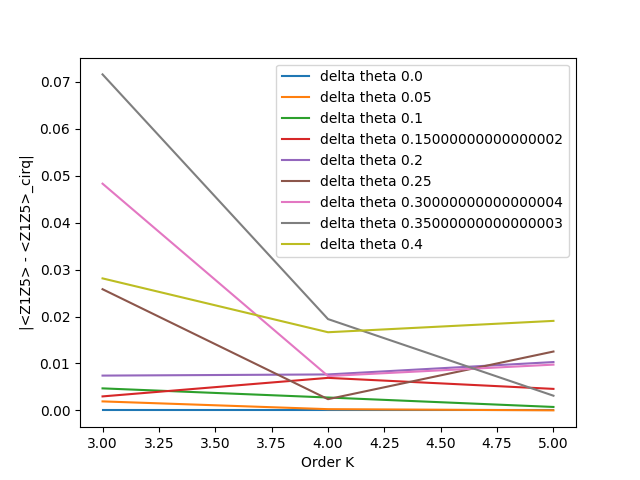 0.07
0.06
0.05
0.04
0.03
0.02
0.01
0.00
|<Z1Z5> - <Z1Z5>_cirq|
delta theta 0.0
delta theta 0.05
delta theta 0.1
delta theta 0.15000000000000002
delta theta 0.2
delta theta 0.25
delta theta 0.30000000000000004
delta theta 0.35000000000000003
delta theta 0.4
3.00 3.25 3.50 3.75 4.00 4.25 4.50 4.75 5.00
Order K